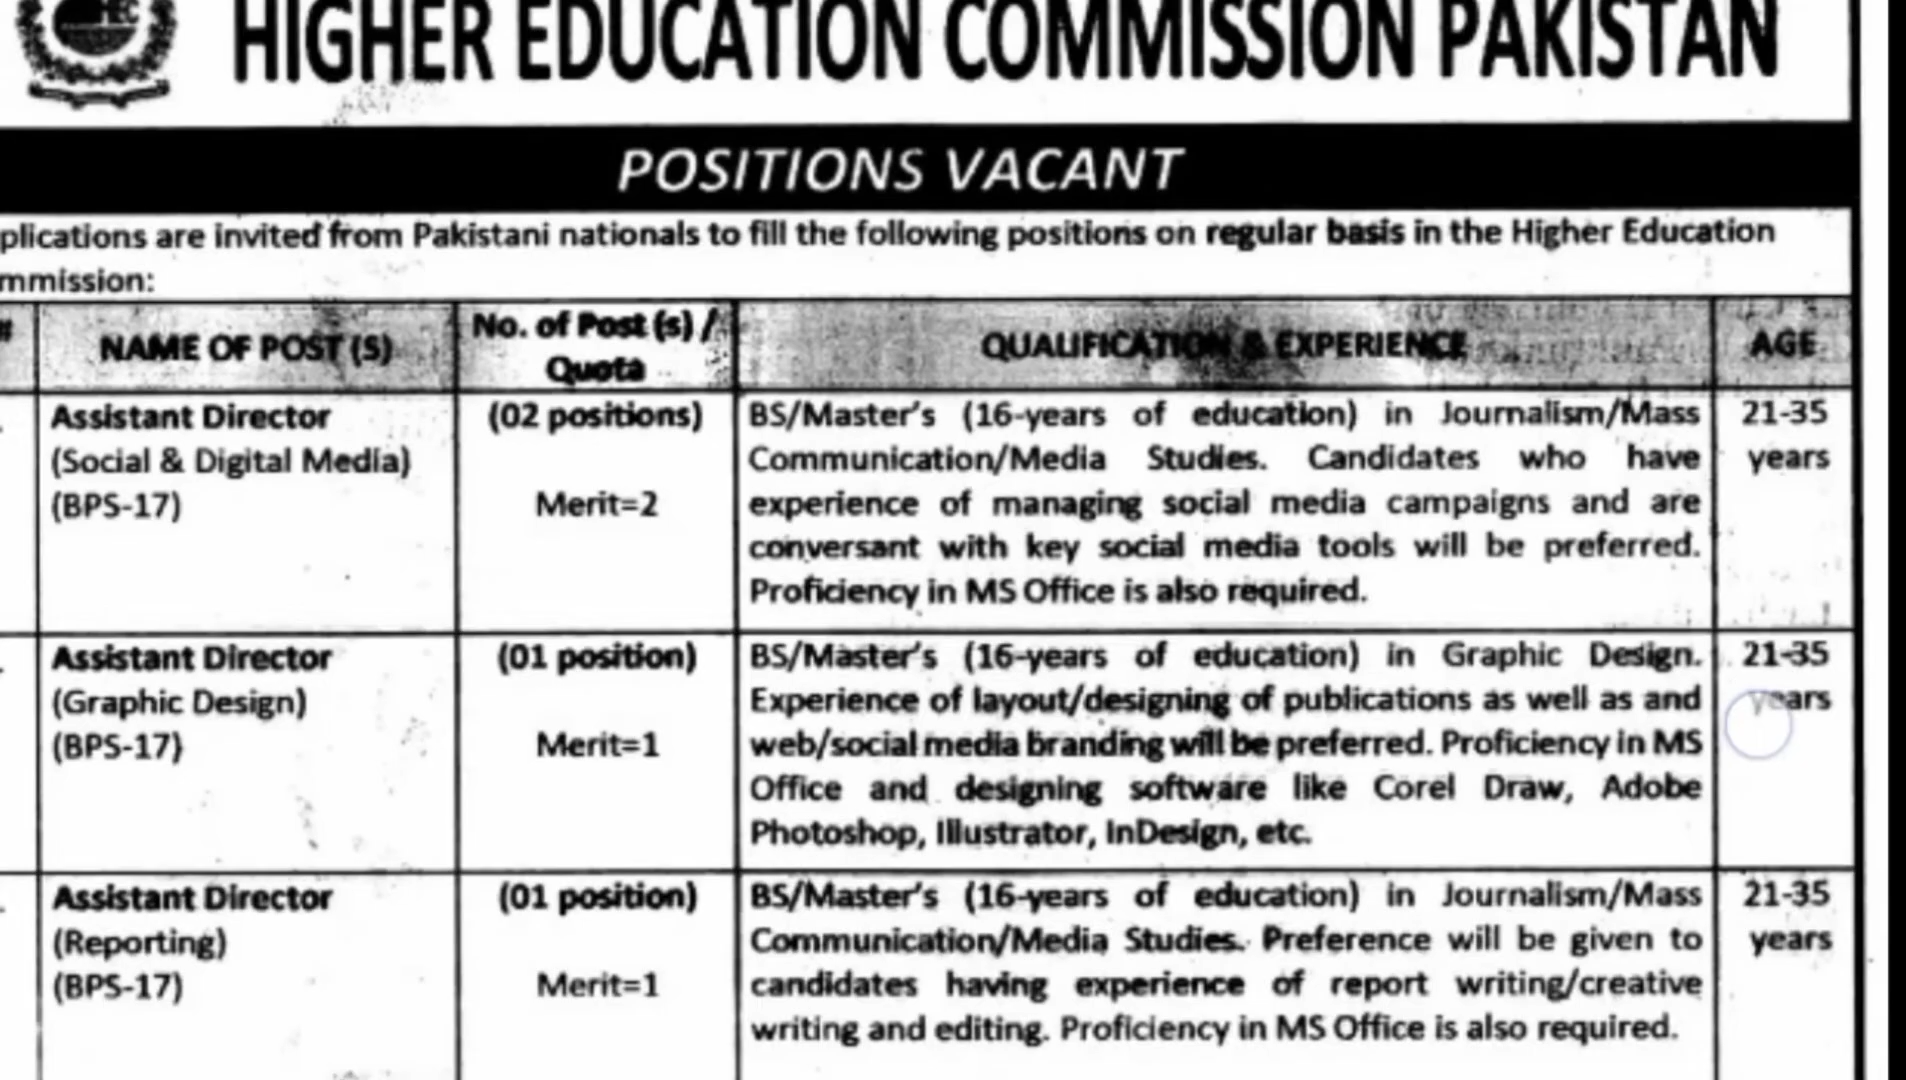 HIGHER EDUCATION COMMISSION PAKISTAN
POSITIONS VACANT
plications are invited from Pakistani nationals to fill the following positions on regular basis in the Higher Education
mmission:
#
NAME OF POST (S)
No. of Post (s) /
Quota
QUALIFICATION & EXPERIENCE
AGE
Assistant Director
(Social & Digital Media)
(BPS-17)
(02 positions)
Merit=2
BS/Master's (16-years of education) in Journalism/Mass
Communication/Media Studies. Candidates who have
experience of managing social media campaigns and are
conversant with key social media tools will be preferred.
Proficiency in MS Office is also required.
21-35
years
Assistant Director
(Graphic Design)
(BPS-17)
(01 position)
Merit=1
BS/Master's (16-years of education) in Graphic Design.
Experience of layout/designing of publications as well as and
web/social media branding will be preferred. Proficiency in MS
Office and designing software like Corel Draw, Adobe
Photoshop, Illustrator, InDesign, etc.
21-35
years
Assistant Director
(Reporting)
(BPS-17)
(01 position)
Merit=1
BS/Master's (16-years of education) in Journalism/Mass
Communication/Media Studies. Preference will be given to
candidates having experience of report writing/creative
writing and editing. Proficiency in MS Office is also required.
21-35
years